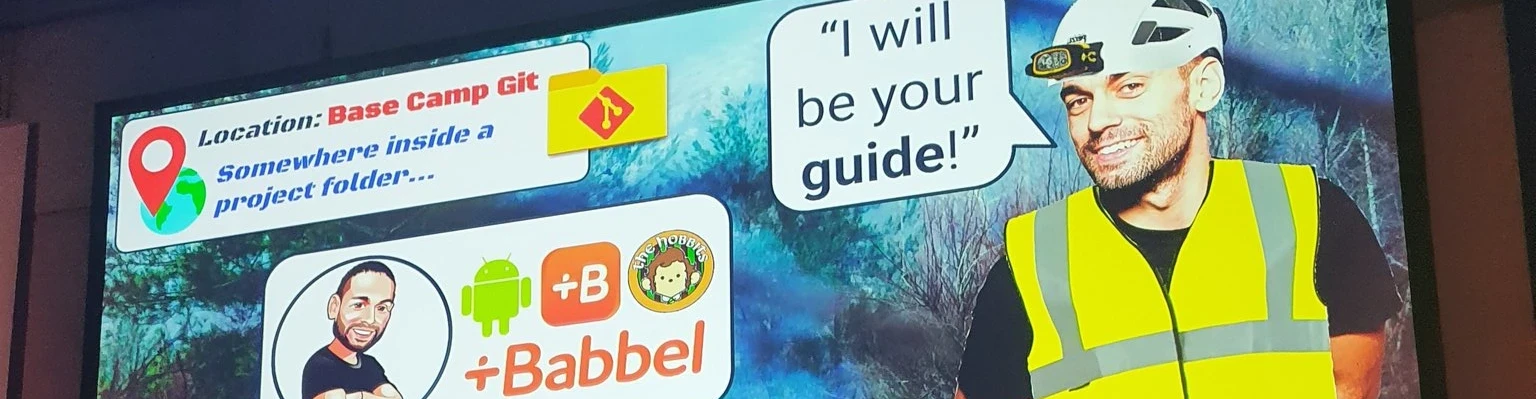 Location: Base Camp Git
Somewhere inside a
project folder...
"I will
be your
guide!"
+B
the hobbits
+Babbel